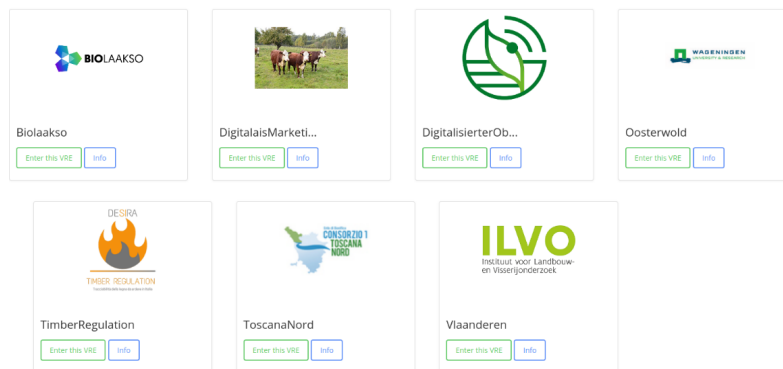 BIOLAAKSO
WAGENINGEN
UNIVERSITY & RESEARCH
Biolaakso
DigitalaisMarketi...
DigitalisierterOb...
Oosterwold
Enter this VRE Info Enter this VRE Info Enter this VRE Info Enter this VRE Info
DESIRA
TIMBER REGULATION
CONSORZIO 1
TOSCANA
NORD
ILVO
Instituut voor Landbouw-
en Visserijonderzoek
TimberRegulation
ToscanaNord
Vlaanderen
Enter this VRE Info Enter this VRE Info Enter this VRE Info